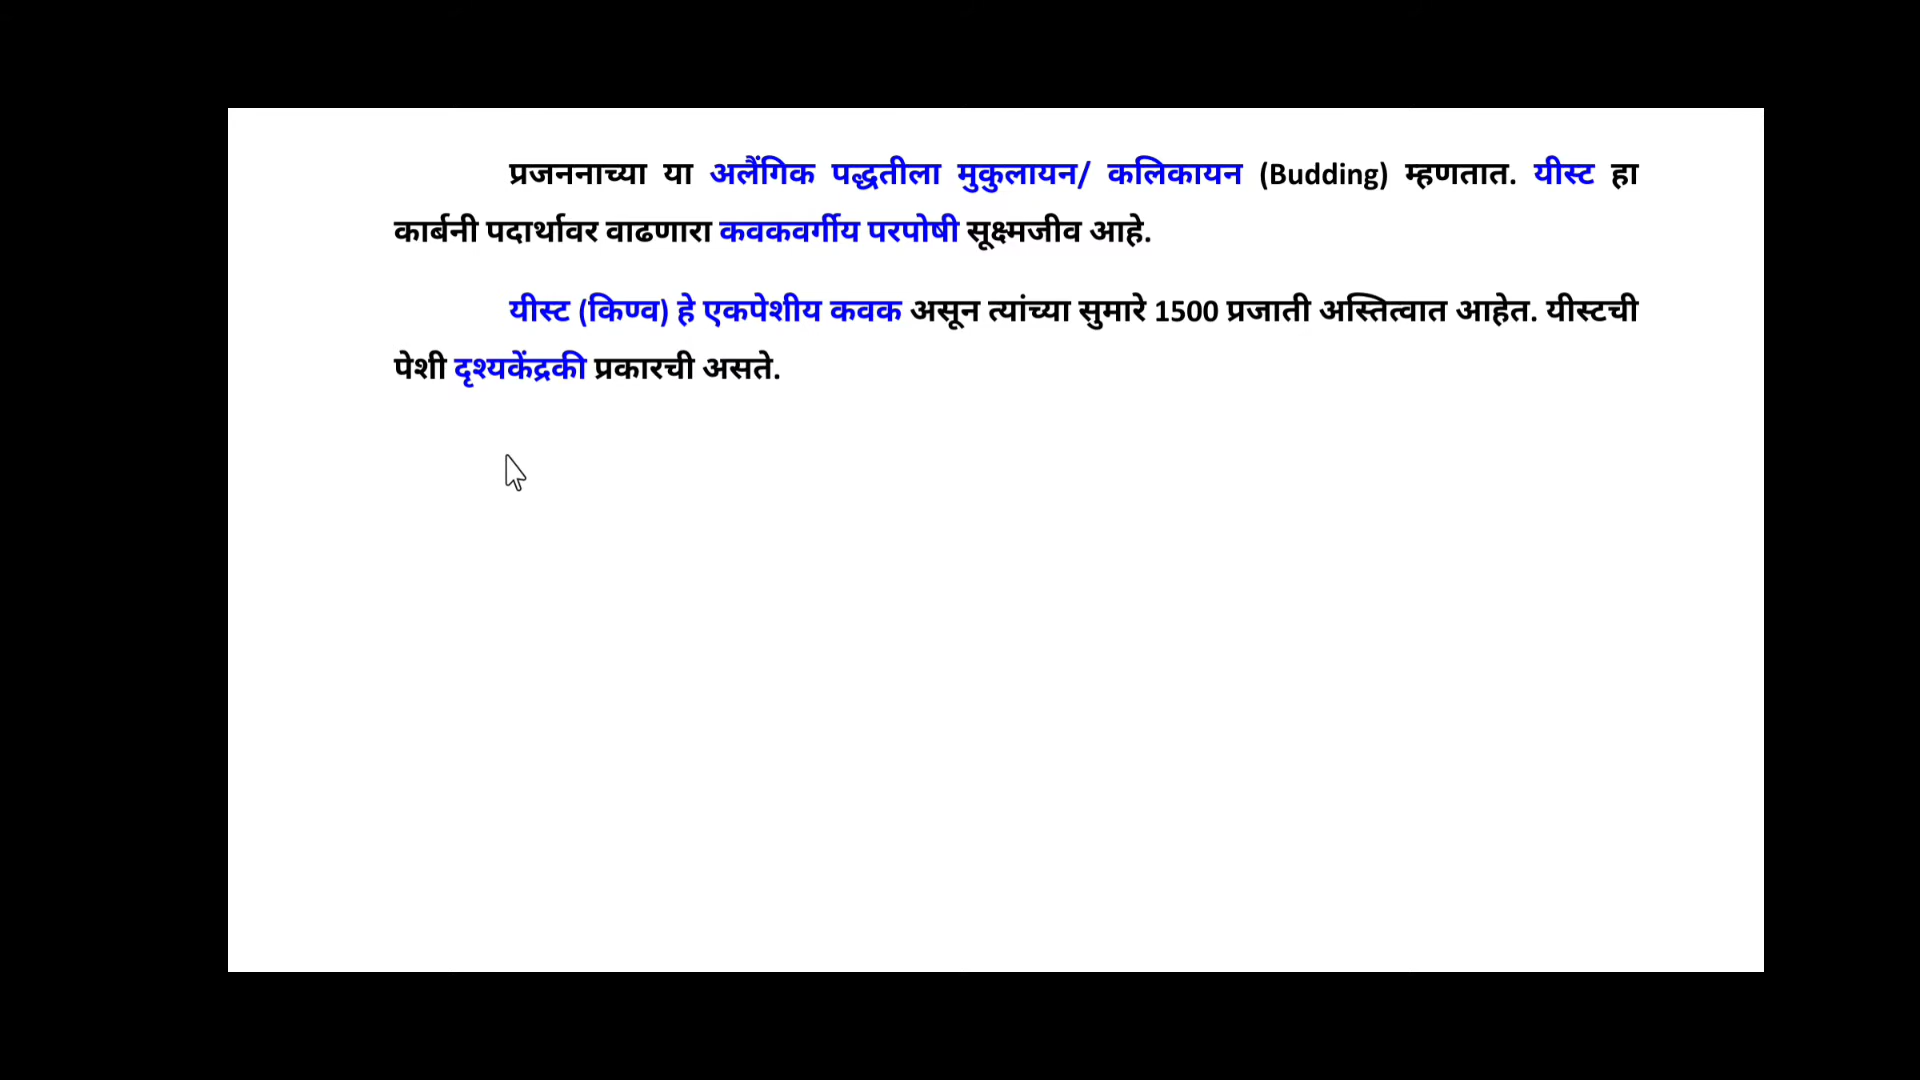 प्रजननाच्या या अलैंगिक पद्धतीला मुकुलायन/ कलिकायन (Budding) म्हणतात. यीस्ट हा
कार्बनी पदार्थावर वाढणारा कवकवर्गीय परपोषी सूक्ष्मजीव आहे.
यीस्ट (किण्व) हे एकपेशीय कवक असून त्यांच्या सुमारे 1500 प्रजाती अस्तित्वात आहेत. यीस्टची
पेशी दृश्यकेंद्रकी प्रकारची असते.